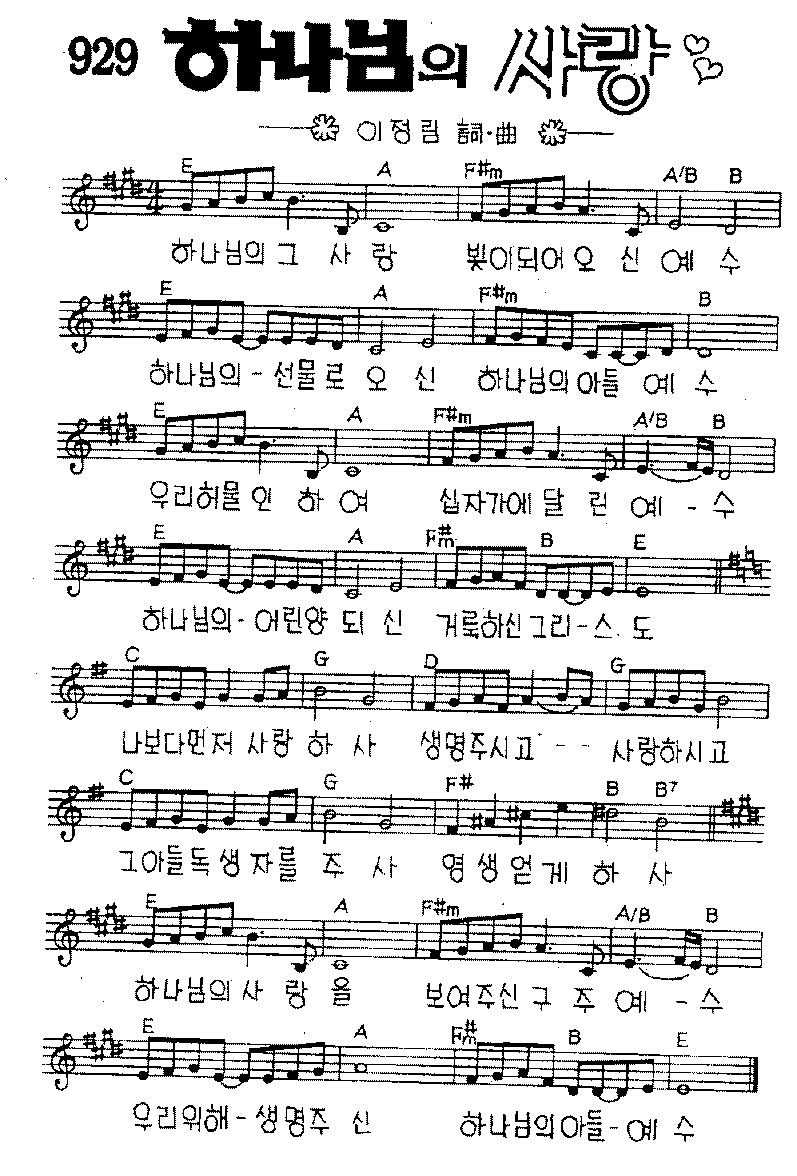 929 하나님의 사랑
이정림 詞·曲
E A F#m A/B B
하나님의 그 사 랑 빛이되어 오 신 예 수
E A F#m B
하나님의 - 선물로 오 신 하나님의 아들 예 수
E A F#m A/B B
우리허물 인 하 여 십자가에 달 린 예 - 수
E A F#m B E
하나님의 - 어린양 되 신 거룩하신 그리 - 스 도
C G D G
나보다먼저 사랑 하 사 생명주시고 - - 사랑하시고
C G F# B B7
그아들독 생 자를 주 사 영 생 얻 게 하 사
E A F#m A/B B
하나님의 사 랑 을 보여주신 구 주 예 - 수
E A F#m B E
우리위해 - 생명주 신 하나님의 아들 - 예 수